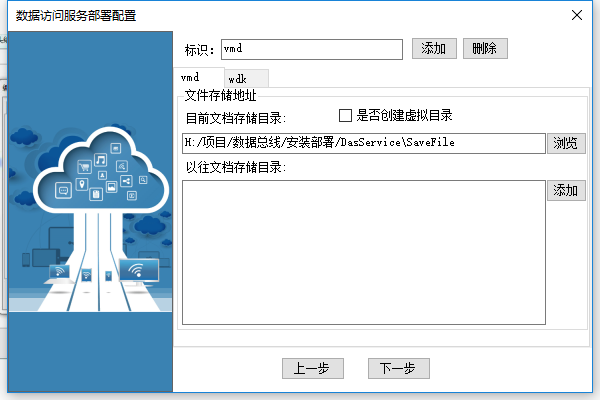 数据访问服务部署配置
标识： vmd 添加 删除
vmd wdk
文件存储地址
目前文档存储目录: 是否创建虚拟目录
H:/项目/数据总线/安装部署/DasService\SaveFile 浏览
以往文档存储目录:
添加
上一步 下一步